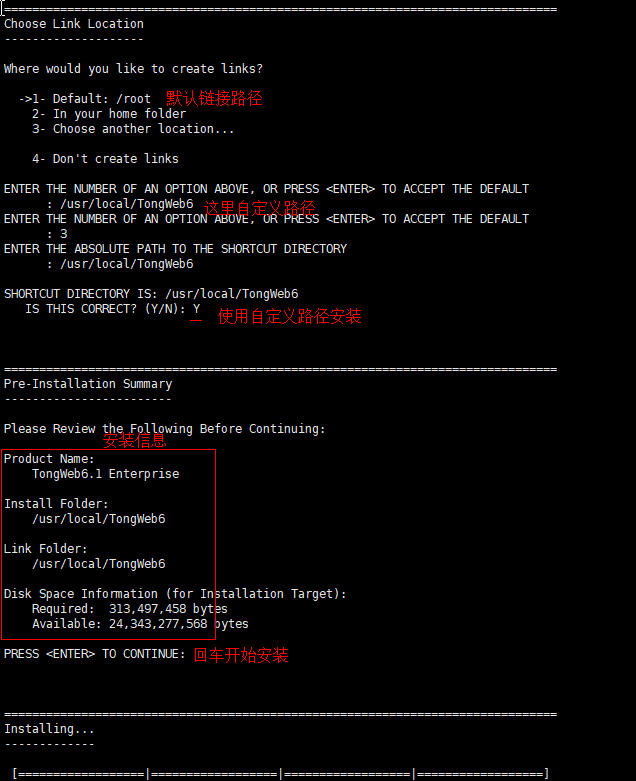 ===============================================================================
Choose Link Location
--------------------
Where would you like to create links?
->1- Default: /root 默认链接路径
2- In your home folder
3- Choose another location...
4- Don't create links
ENTER THE NUMBER OF AN OPTION ABOVE, OR PRESS <ENTER> TO ACCEPT THE DEFAULT
: /usr/local/TongWeb6 这里自定义路径
ENTER THE NUMBER OF AN OPTION ABOVE, OR PRESS <ENTER> TO ACCEPT THE DEFAULT
: 3
ENTER THE ABSOLUTE PATH TO THE SHORTCUT DIRECTORY
: /usr/local/TongWeb6
SHORTCUT DIRECTORY IS: /usr/local/TongWeb6
IS THIS CORRECT? (Y/N): Y 使用自定义路径安装
===============================================================================
Pre-Installation Summary
------------------------
Please Review the Following Before Continuing:
安装信息
Product Name:
TongWeb6.1 Enterprise
Install Folder:
/usr/local/TongWeb6
Link Folder:
/usr/local/TongWeb6
Disk Space Information (for Installation Target):
Required: 313,497,458 bytes
Available: 24,343,277,568 bytes
PRESS <ENTER> TO CONTINUE: 回车开始安装
===============================================================================
Installing...
-------------
[==================|==================|==================|==================]